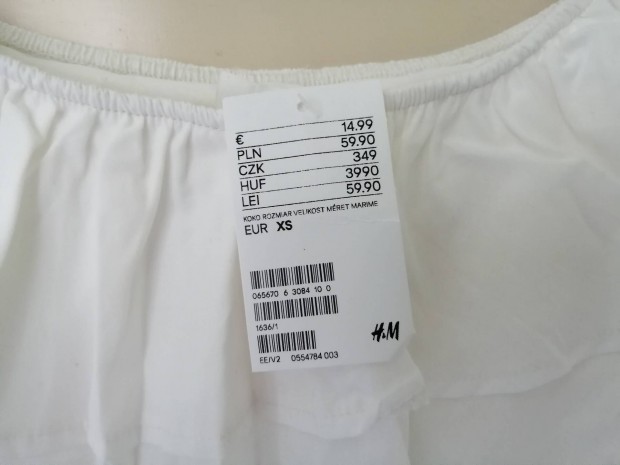 € 14.99
PLN 59.90
CZK 349
HUF 3990
LEI 59.90
KOKO ROZMIAR VELIKOST MÉRET MARIME
EUR XS
065670 6 3084 10 0
1636/1
H&M
EE/V2 0554784 003